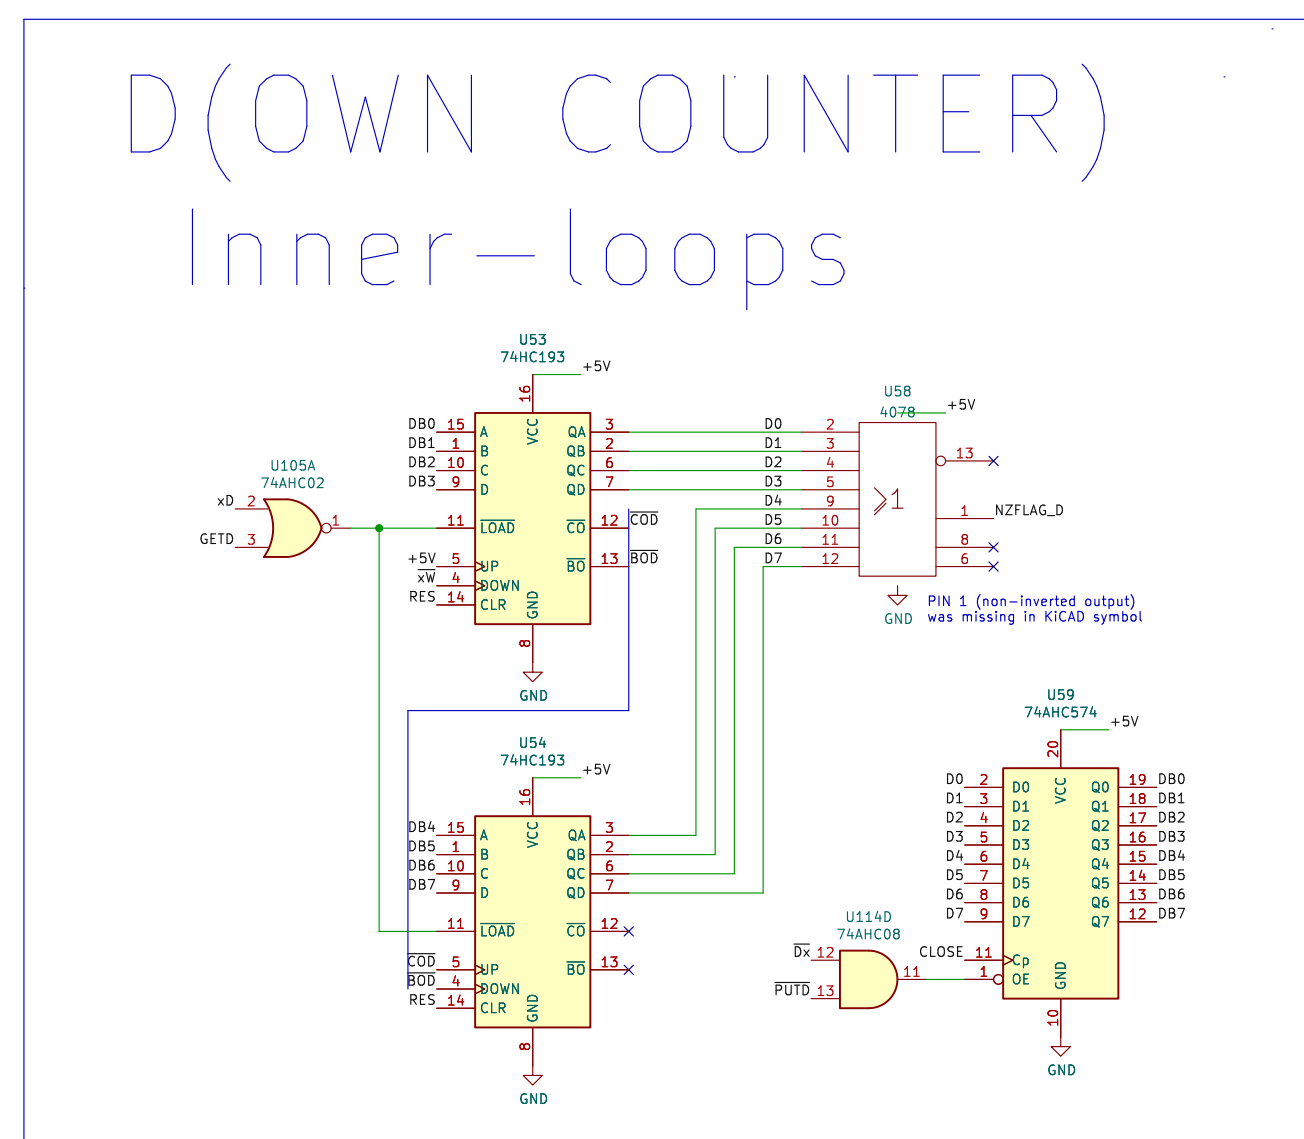 D(OWN COUNTER)
Inner-loops
U53
74HC193
+5V
16
VCC
DB0 15 A
DB1 1 B
DB2 10 C
DB3 9 D
11 LOAD
+5V 5 UP
xW 4 DOWN
RES 14 CLR
QA 3
QB 2
QC 6
QD 7
CO 12 COD
BO 13 BOD
GND
8
GND
U105A
74AHC02
xD 2
GETD 3
1
U58
4078
+5V
D0 2
D1 3
D2 4
D3 5
D4 9
D5 10
D6 11
D7 12
≥1
13
1 NZFLAG_D
8
6
GND
PIN 1 (non-inverted output)
was missing in KiCAD symbol
U54
74HC193
+5V
16
VCC
DB4 15 A
DB5 1 B
DB6 10 C
DB7 9 D
11 LOAD
COD 5 UP
BOD 4 DOWN
RES 14 CLR
QA 3
QB 2
QC 6
QD 7
CO 12
BO 13
GND
8
GND
U114D
74AHC08
Dx 12
PUTD 13
11
U59
74AHC574
+5V
20
VCC
D0 2 D0
D1 3 D1
D2 4 D2
D3 5 D3
D4 6 D4
D5 7 D5
D6 8 D6
D7 9 D7
CLOSE 11 Cp
1 OE
Q0 19 DB0
Q1 18 DB1
Q2 17 DB2
Q3 16 DB3
Q4 15 DB4
Q5 14 DB5
Q6 13 DB6
Q7 12 DB7
GND
10
GND